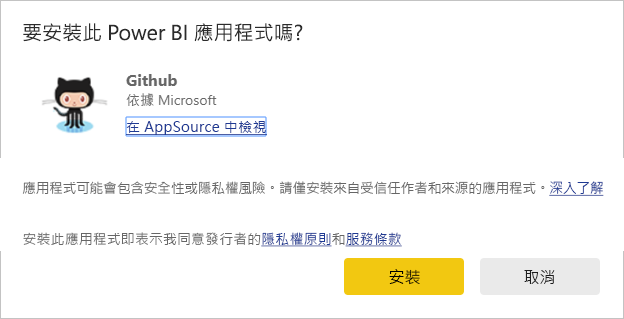 要安裝此 Power BI 應用程式嗎?
Github
依據 Microsoft
在 AppSource 中檢視
應用程式可能會包含安全性或隱私權風險。請僅安裝來自受信任作者和來源的應用程式。深入了解
安裝此應用程式即表示我同意發行者的隱私權原則和服務條款
安裝
取消